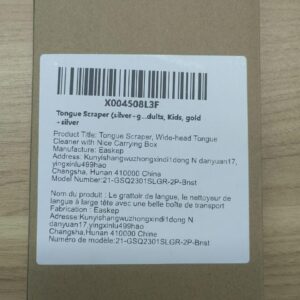 X004508L3F
Tongue Scraper (silver-g...dults, Kids, gold
- silver
Product Title: Tongue Scraper, Wide-head Tongue
Cleaner with Nice Carrying Box
Manufacture: Easkep
Address: Kunyishangwuzhongxindi1dong N danyuan17,
yingxinlu499hao
Changsha, Hunan 410000 China
Model Number:21-GSQ2301SLGR-2P-Bnst
Nom du Produit: Le grattoir de langue, le nettoyeur de
langue à large tête avec une belle boîte de transport
Fabrication : Easkep
Adresse:Kunyishangwuzhongxindi1dong N
danyuan17,yingxinlu499hao
Changsha,Hunan 410000 Chine
Numéro de modèle:21-GSQ2301SLGR-2P-Bnst